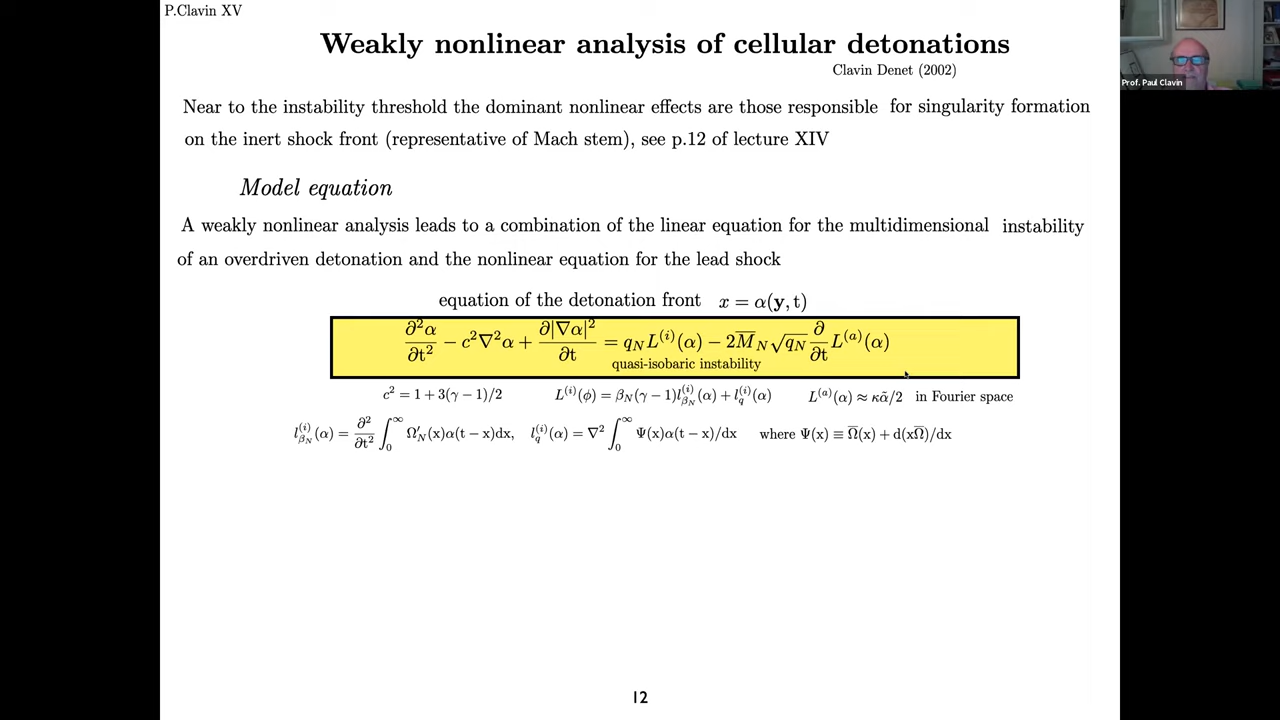 P.Clavin XV
Weakly nonlinear analysis of cellular detonations
Clavin Denet (2002)
Prof. Paul Clavin
Near to the instability threshold the dominant nonlinear effects are those responsible for singularity formation
on the inert shock front (representative of Mach stem), see p.12 of lecture XIV
Model equation
A weakly nonlinear analysis leads to a combination of the linear equation for the multidimensional instability
of an overdriven detonation and the nonlinear equation for the lead shock
equation of the detonation front x = α(y, t)
∂²α/∂t² − c²∇²α + ∂|∇α|²/∂t = q_N L^(i)(α) − 2M̅_N √q_N ∂/∂t L^(a)(α)
quasi-isobaric instability
c² = 1 + 3(γ − 1)/2 L^(i)(ϕ) = β_N(γ − 1)l^(i)_β_N(α) + l^(i)_q(α) L^(a)(α) ≈ κα̃/2 in Fourier space
l^(i)_β_N(α) = ∂²/∂t² ∫₀^∞ Ω′_N(x)α(t − x)dx, l^(i)_q(α) = ∇² ∫₀^∞ Ψ(x)α(t − x)/dx where Ψ(x) ≡ Ω̅(x) + d(xΩ̅)/dx
12